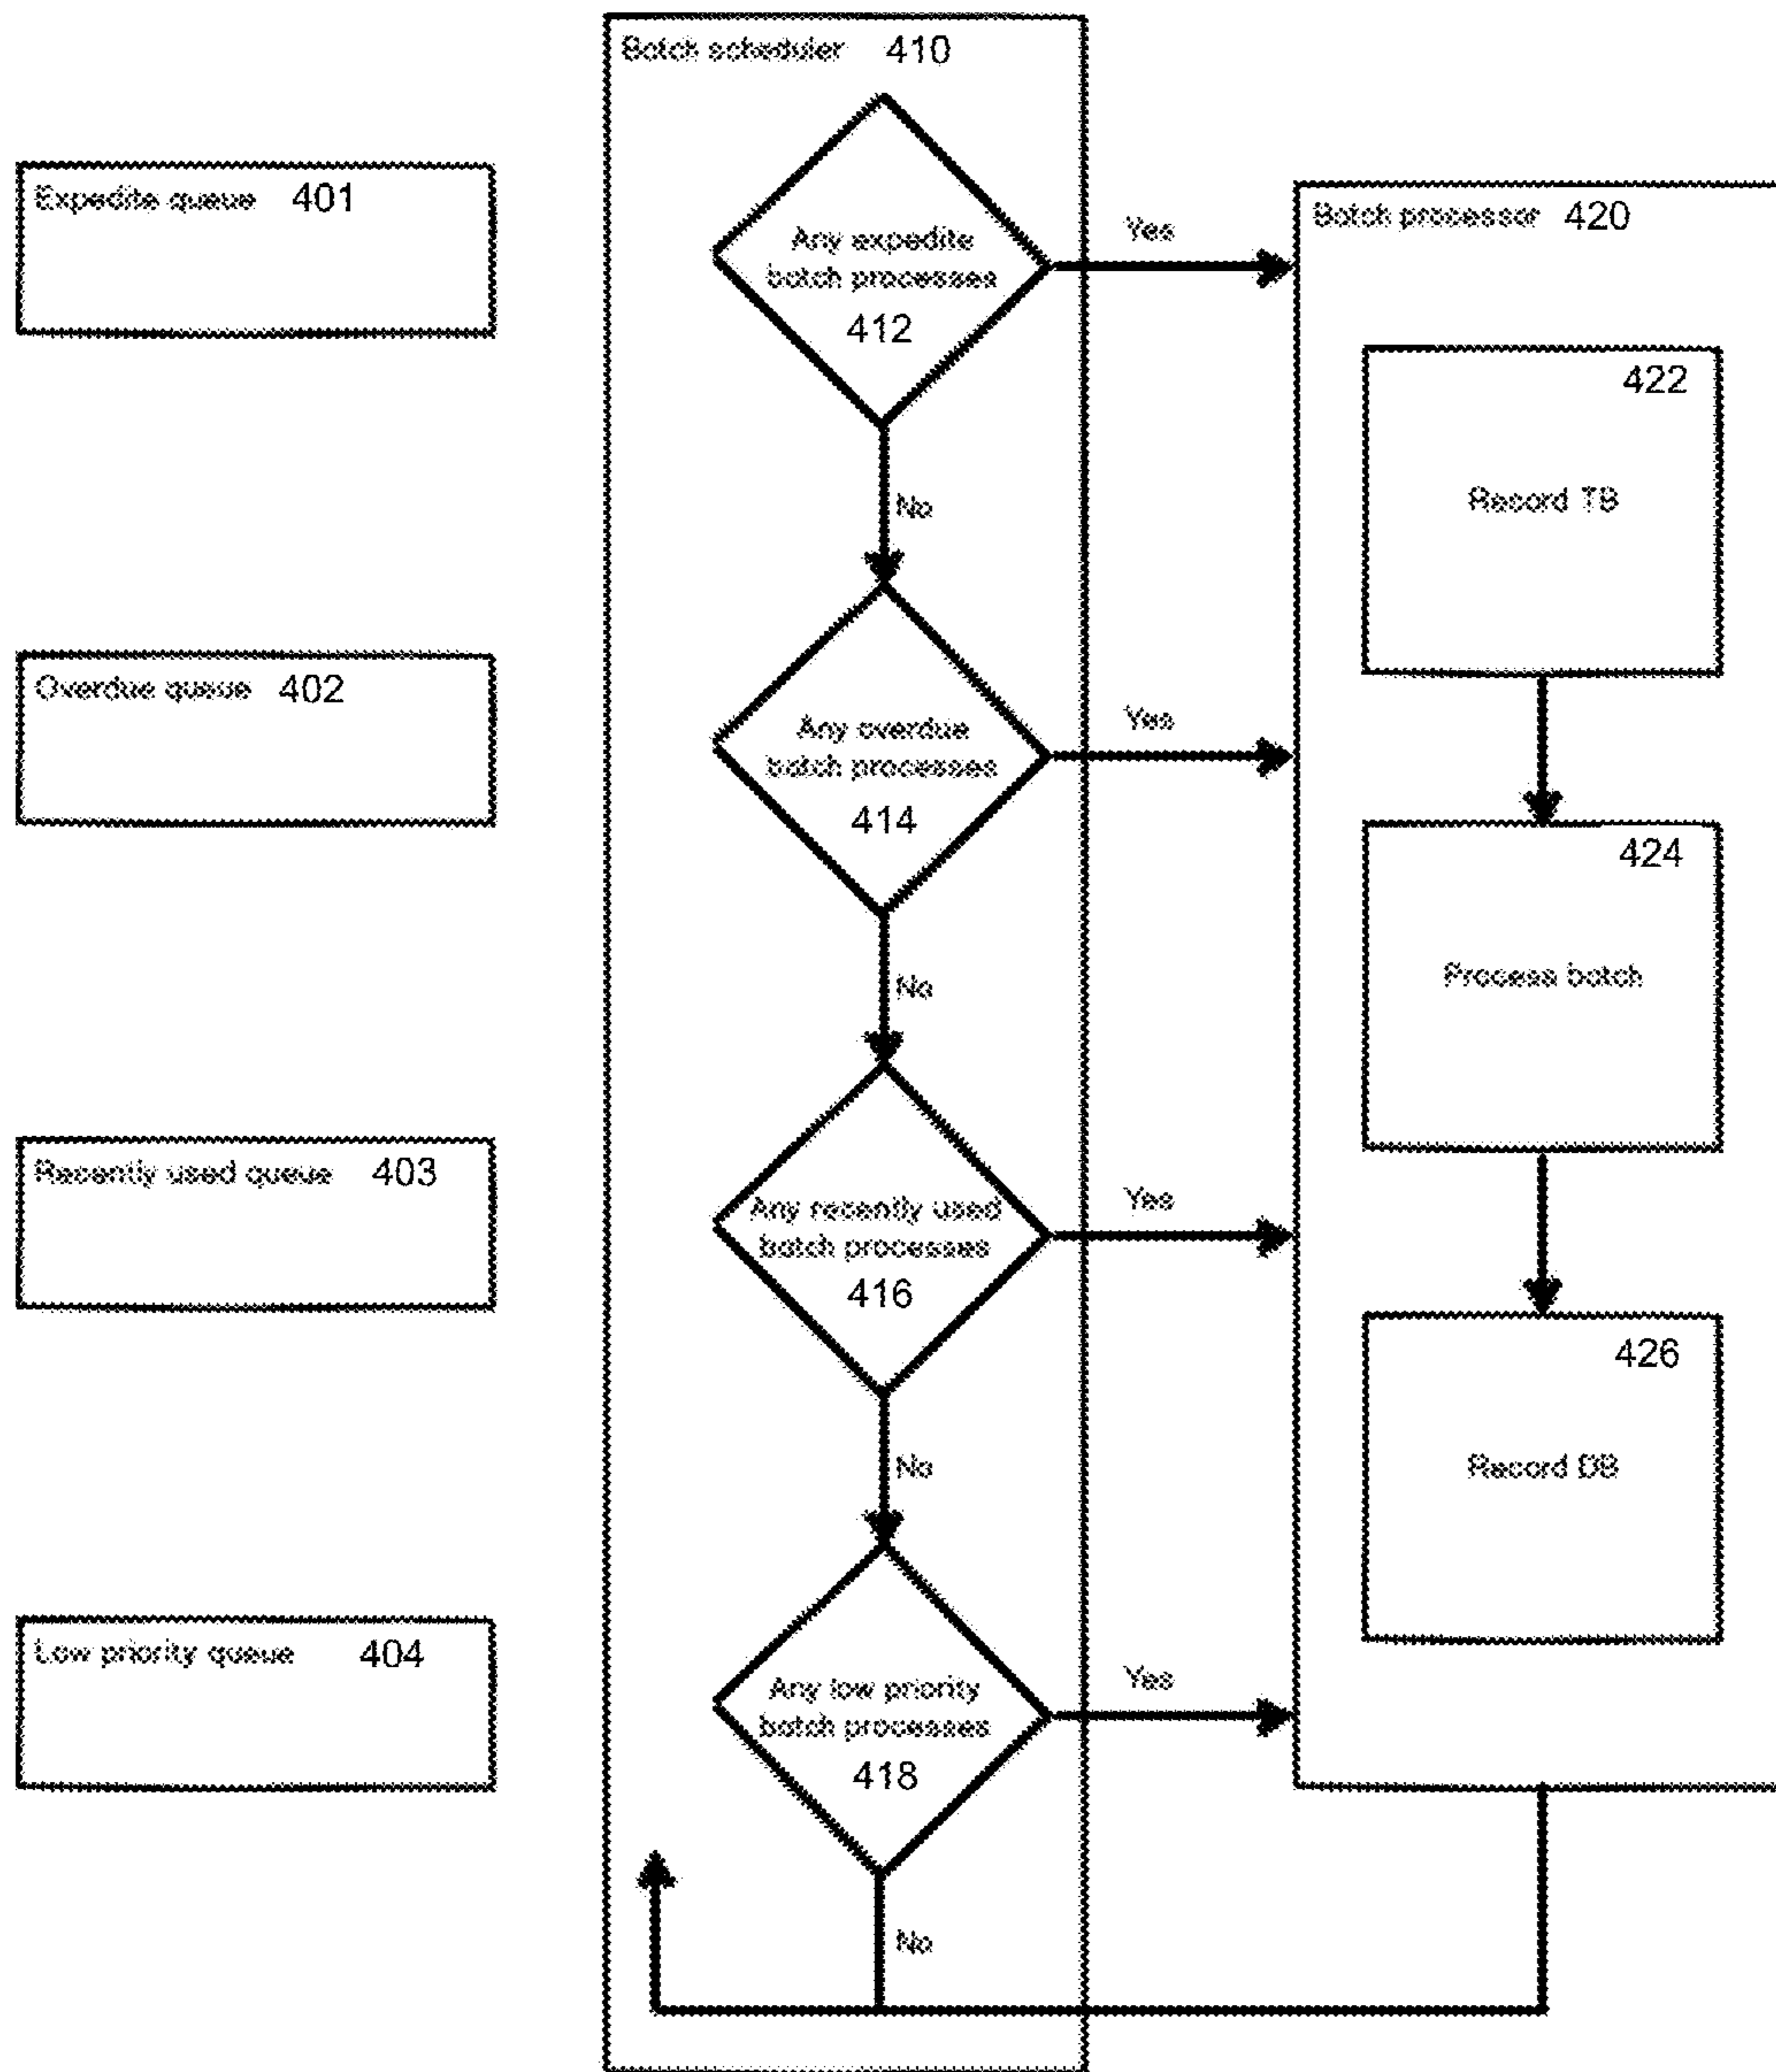 Batch scheduler 410
Expedite queue 401
Any expedite
batch processes
412
Yes
No
Batch processor 420
422
Record TB
Overdue queue 402
Any overdue
batch processes
414
Yes
No
424
Process batch
Recently used queue 403
Any recently used
batch processes
416
Yes
No
426
Record DB
Low priority queue 404
Any low priority
batch processes
418
Yes
No